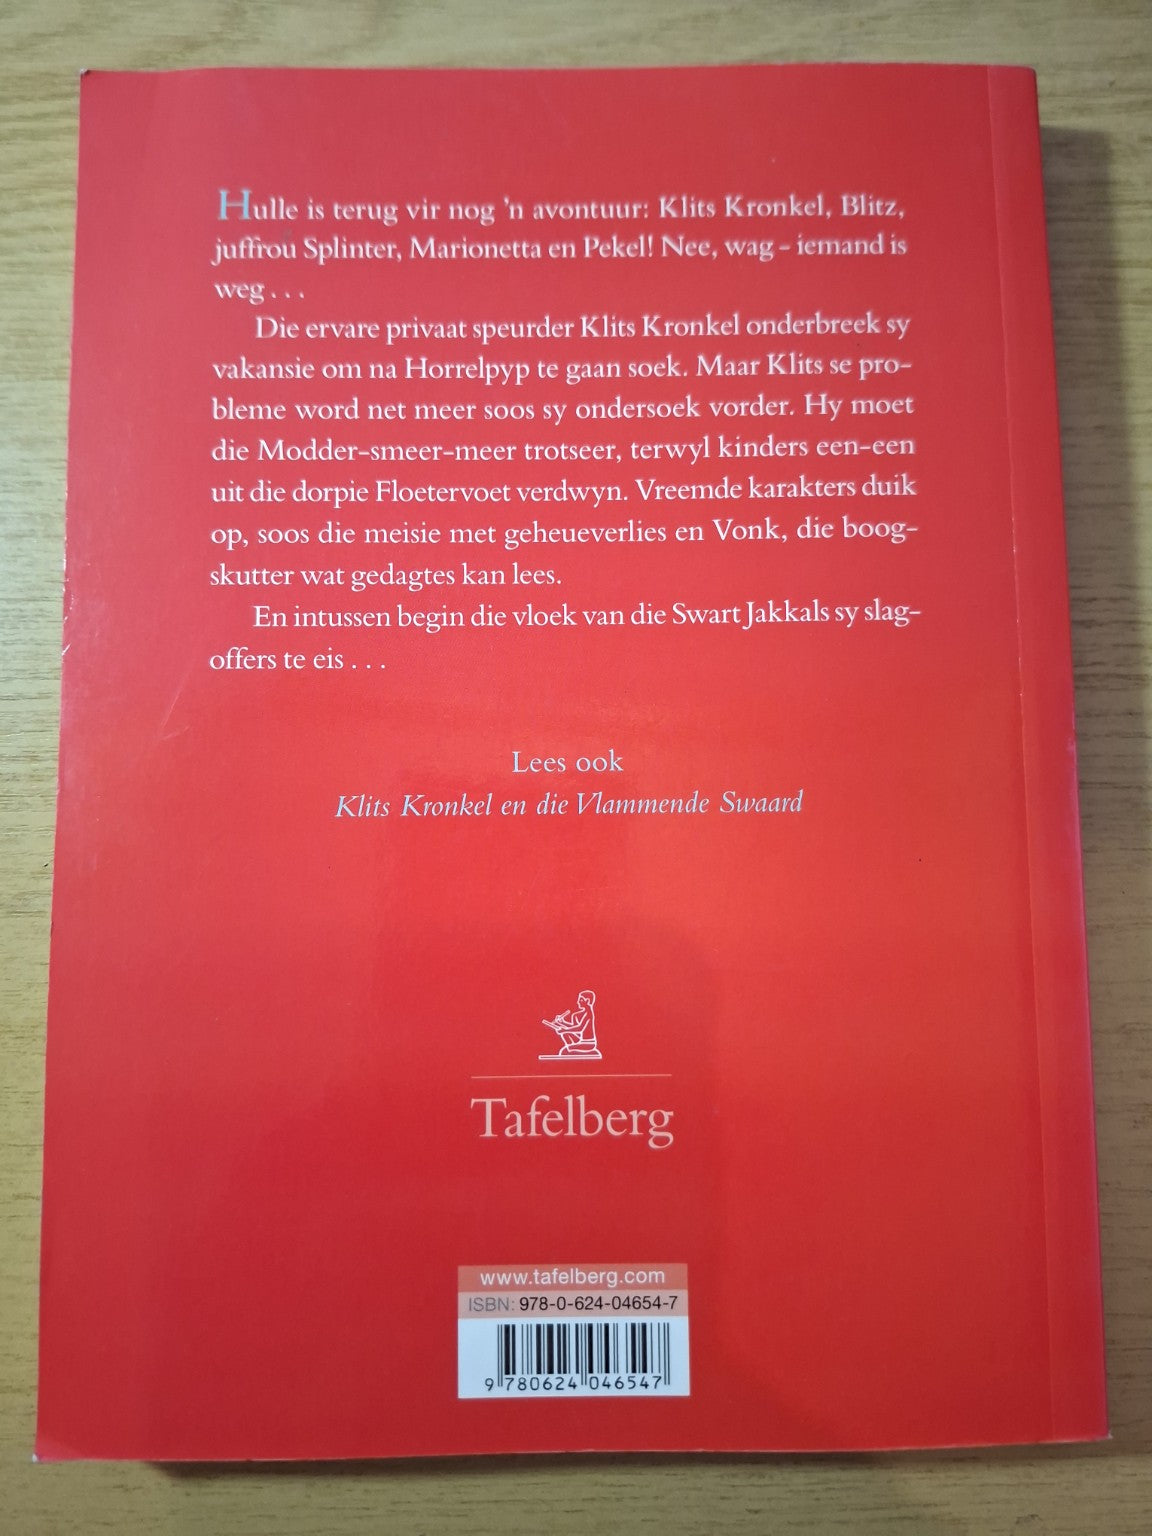 Hulle is terug vir nog 'n avontuur: Klits Kronkel, Blitz,
juffrou Splinter, Marionetta en Pekel! Nee, wag – iemand is
weg . . .
Die ervare privaat speurder Klits Kronkel onderbreek sy
vakansie om na Horrelpyp te gaan soek. Maar Klits se pro-
bleme word net meer soos sy ondersoek vorder. Hy moet
die Modder-smeer-meer trotseer, terwyl kinders een-een
uit die dorpie Floetervoet verdwyn. Vreemde karakters duik
op, soos die meisie met geheueverlies en Vonk, die boog-
skutter wat gedagtes kan lees.
En intussen begin die vloek van die Swart Jakkals sy slag-
offers te eis . . .
Lees ook
Klits Kronkel en die Vlammende Swaard
Tafelberg
www.tafelberg.com
ISBN: 978-0-624-04654-7
9 780624 046547